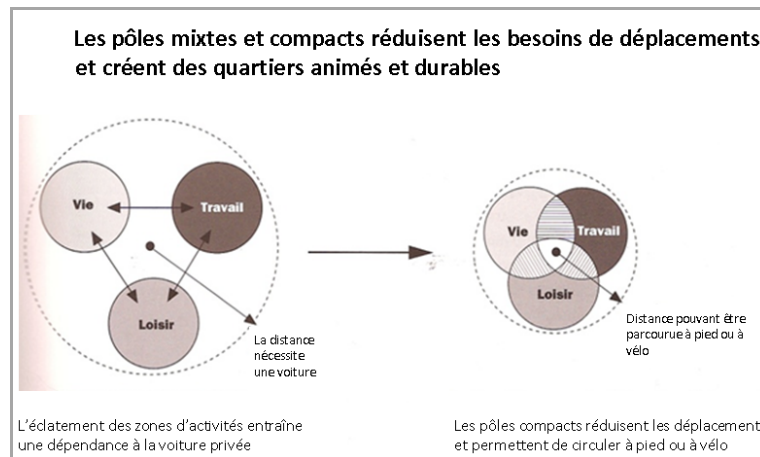 Les pôles mixtes et compacts réduisent les besoins de déplacements
et créent des quartiers animés et durables
Vie
Travail
Loisir
La distance
nécessite
une voiture
Vie
Travail
Loisir
Distance pouvant être
parcourue à pied ou à
vélo
L'éclatement des zones d'activités entraîne
une dépendance à la voiture privée
Les pôles compacts réduisent les déplacement
et permettent de circuler à pied ou à vélo